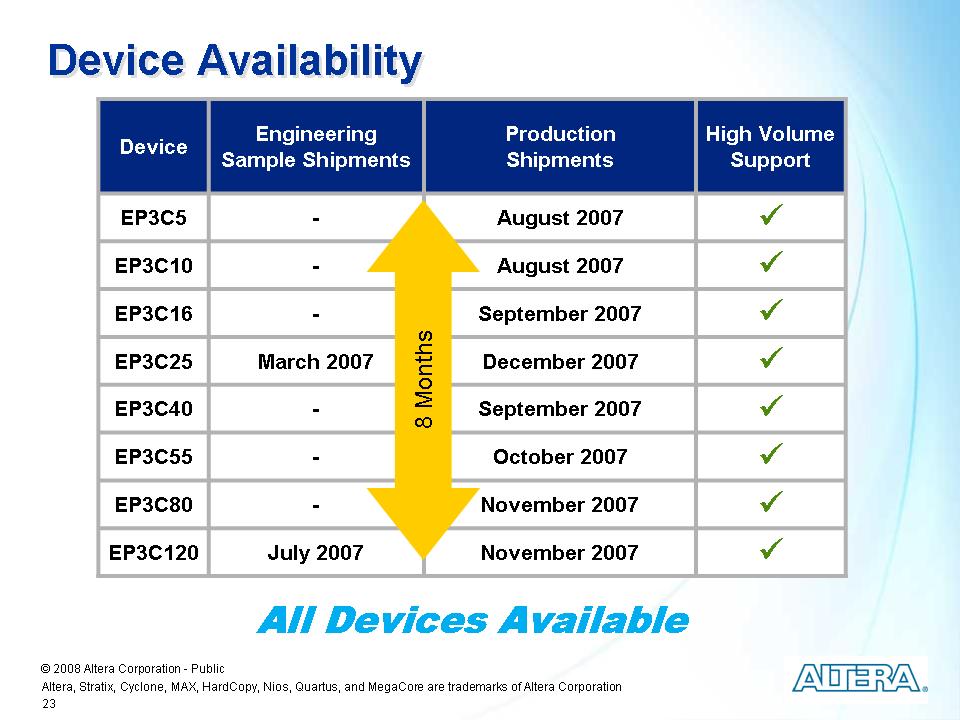 Device Availability
Device
Engineering
Sample Shipments
Production
Shipments
High Volume
Support
EP3C5 - August 2007 ✓
EP3C10 - August 2007 ✓
EP3C16 - September 2007 ✓
EP3C25 March 2007 December 2007 ✓
EP3C40 - September 2007 ✓
EP3C55 - October 2007 ✓
EP3C80 - November 2007 ✓
EP3C120 July 2007 November 2007 ✓
8 Months
All Devices Available
© 2008 Altera Corporation - Public
Altera, Stratix, Cyclone, MAX, HardCopy, Nios, Quartus, and MegaCore are trademarks of Altera Corporation
23
ALTERA®